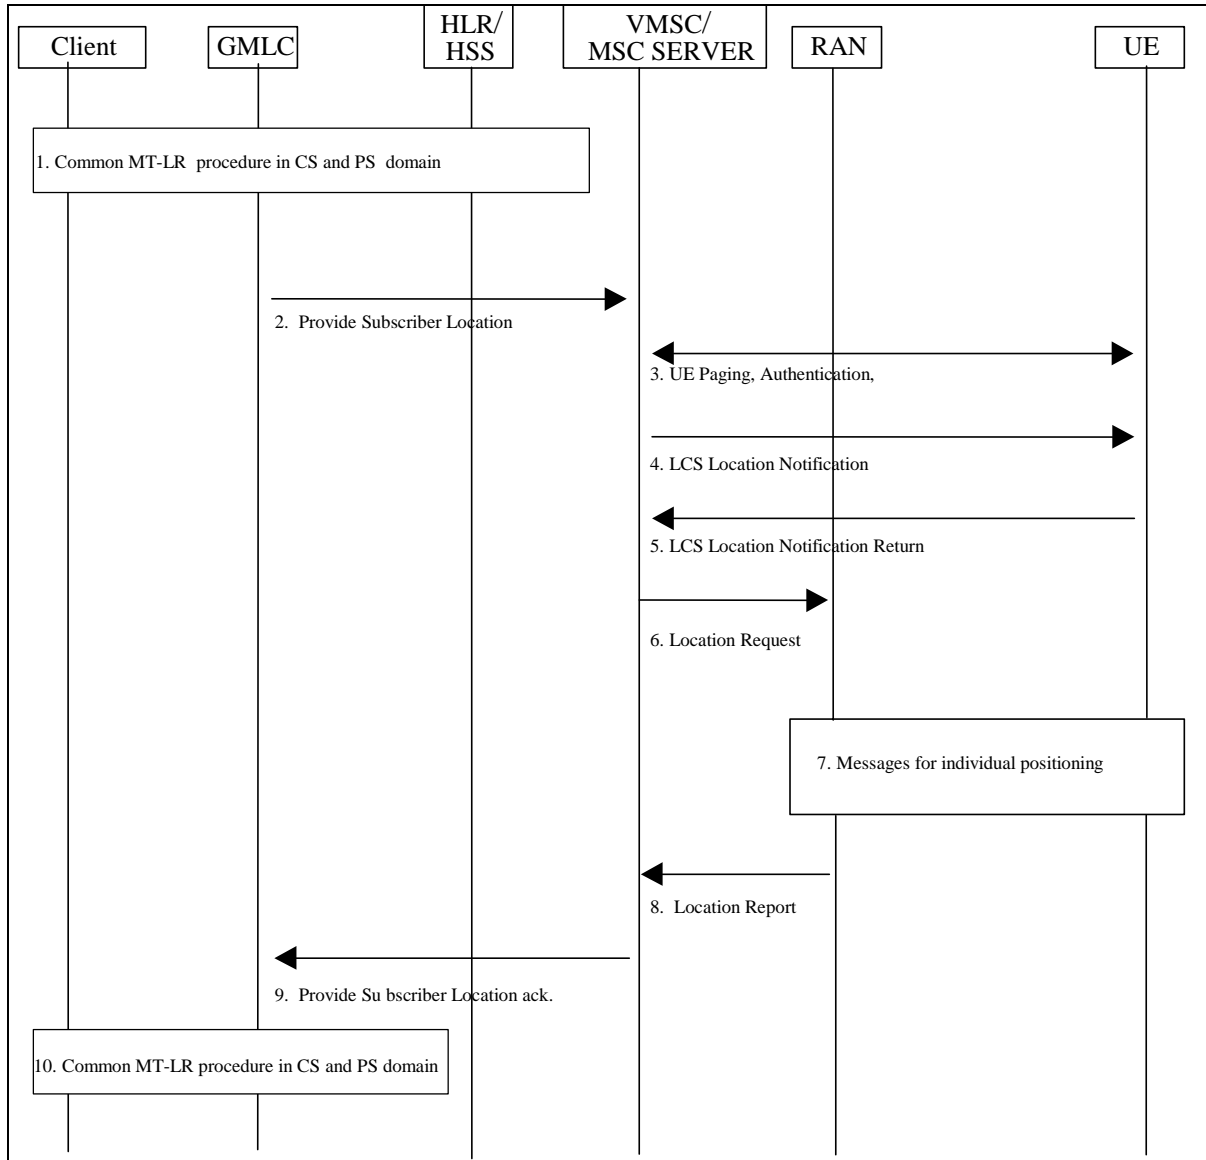 Client
GMLC
HLR/
HSS
VMSC/
MSC SERVER
RAN
UE
1. Common MT-LR procedure in CS and PS domain
2. Provide Subscriber Location
3. UE Paging, Authentication,
4. LCS Location Notification
5. LCS Location Notification Return
6. Location Request
7. Messages for individual positioning
8. Location Report
9. Provide Su bscriber Location ack.
10. Common MT-LR procedure in CS and PS domain